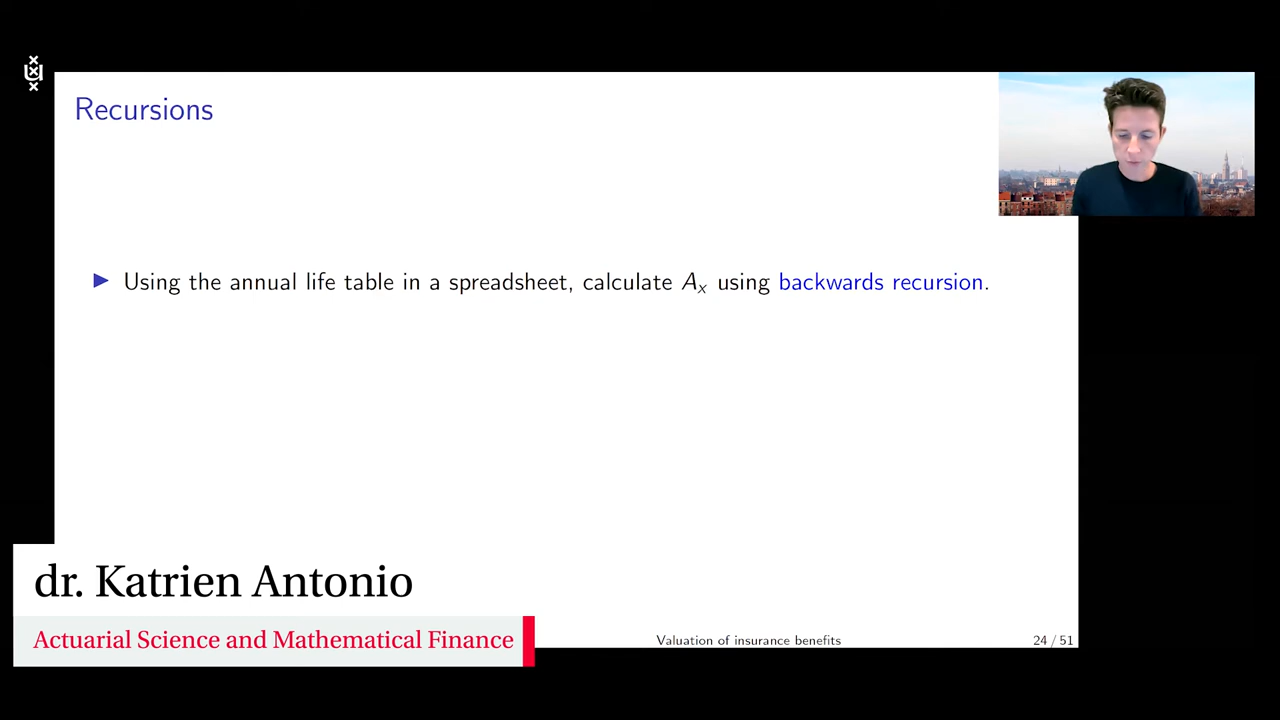 Recursions
▶ Using the annual life table in a spreadsheet, calculate Aₓ using backwards recursion.
dr. Katrien Antonio
Actuarial Science and Mathematical Finance
Valuation of insurance benefits
24 / 51